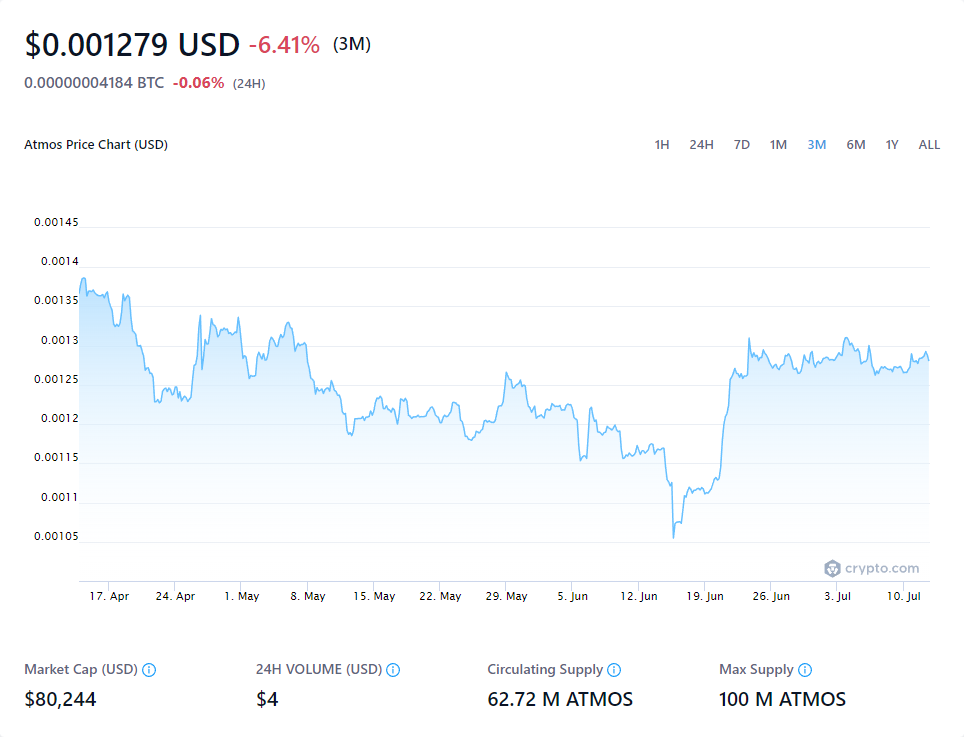 $0.001279 USD -6.41% (3M)
0.00000004184 BTC -0.06% (24H)
Atmos Price Chart (USD) 1H 24H 7D 1M 3M 6M 1Y ALL
0.00145
0.0014
0.00135
0.0013
0.00125
0.0012
0.00115
0.0011
0.00105
crypto.com
17. Apr 24. Apr 1. May 8. May 15. May 22. May 29. May 5. Jun 12. Jun 19. Jun 26. Jun 3. Jul 10. Jul
Market Cap (USD) 24H VOLUME (USD) Circulating Supply Max Supply
$80,244 $4 62.72 M ATMOS 100 M ATMOS